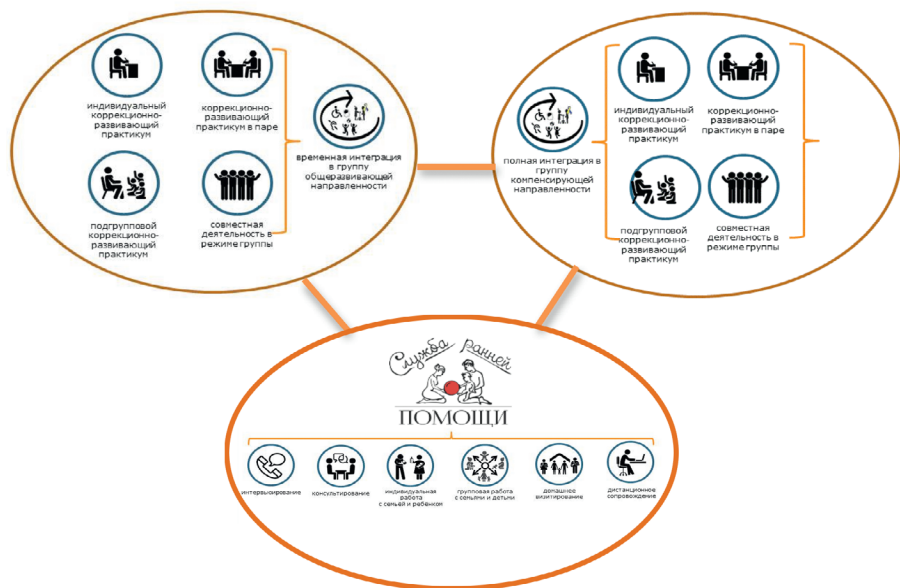 индивидуальный
коррекционно-
развивающий
практикум
коррекционно-
развивающий
практикум в паре
временная интеграция
в группу
общеразвивающей
направленности
подгрупповой
коррекционно-
развивающий
практикум
совместная
деятельность в
режиме группы
полная интеграция в
группу
компенсирующей
направленности
индивидуальный
коррекционно-
развивающий
практикум
коррекционно-
развивающий
практикум в паре
подгрупповой
коррекционно-
развивающий
практикум
совместная
деятельность в
режиме группы
Служба ранней
ПОМОЩИ
интервьюирование
консультирование
индивидуальная
работа
с семьей и ребенком
групповая работа
с семьями и детьми
домашнее
визитирование
дистанционное
сопровождение